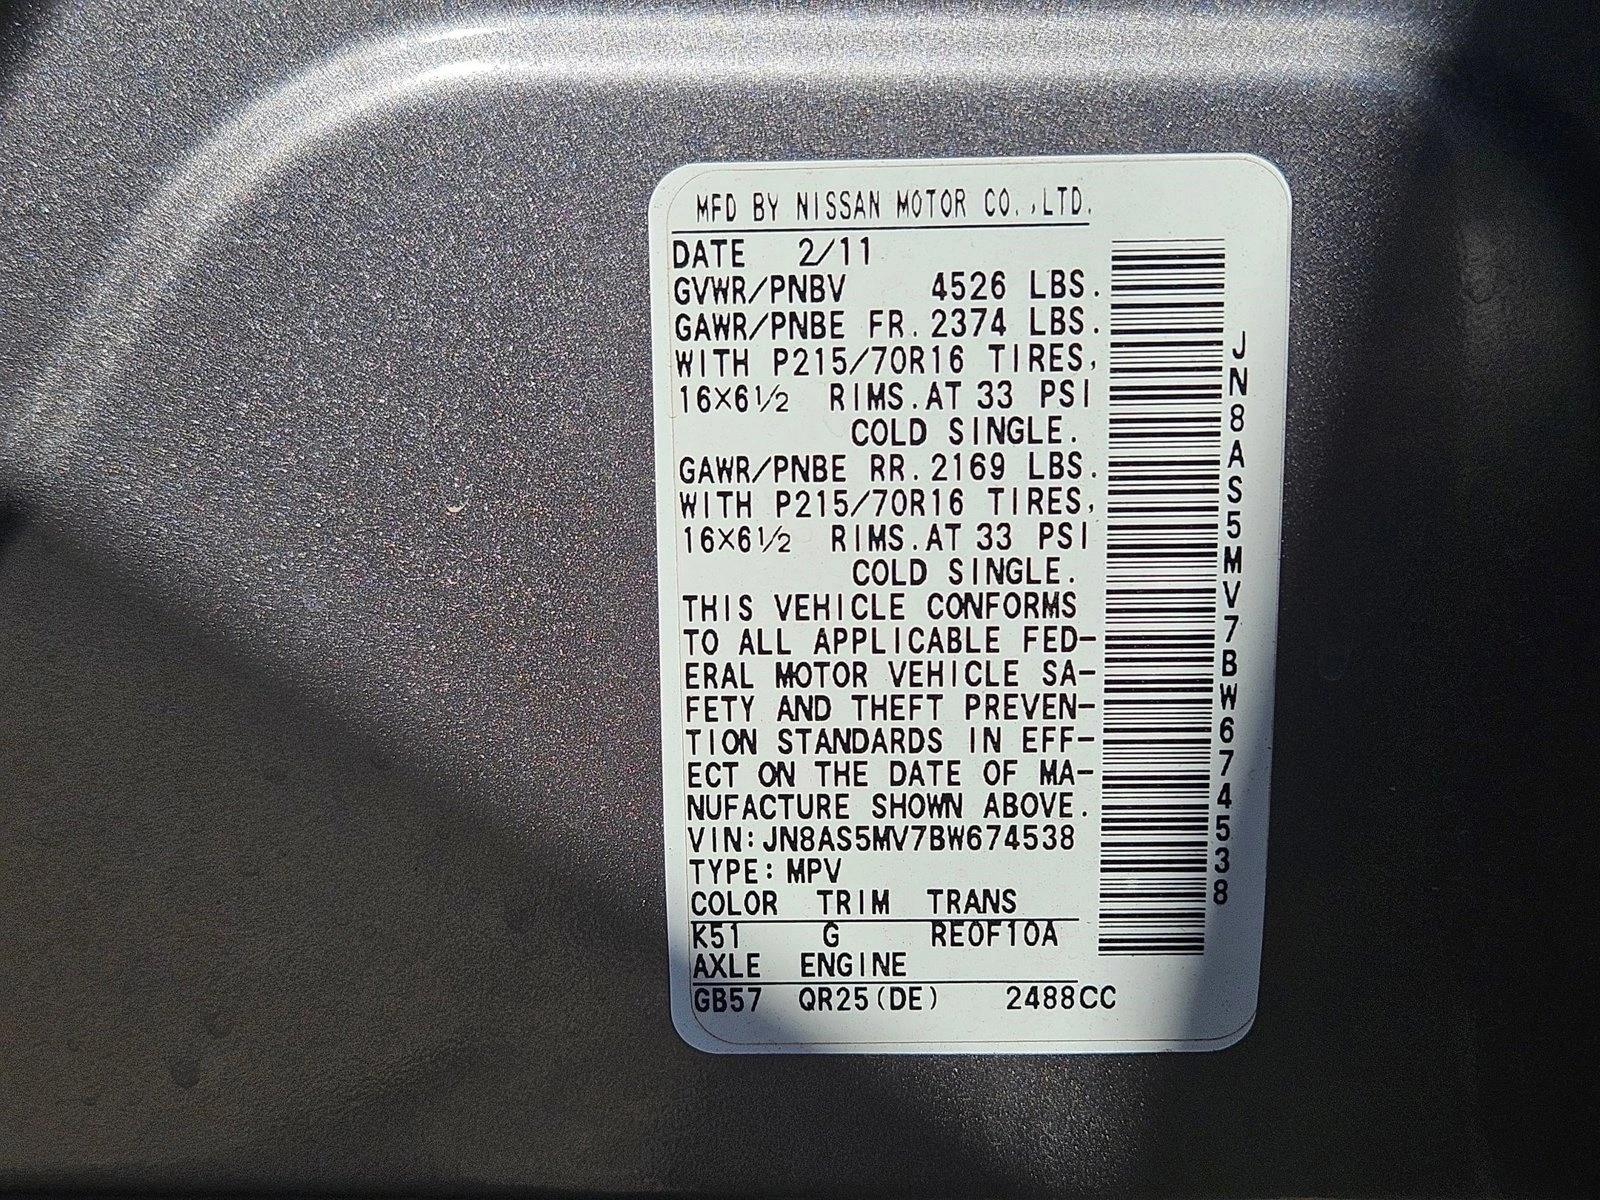 MFD BY NISSAN MOTOR CO.,LTD.
DATE 2/11
GVWR/PNBV 4526 LBS.
GAWR/PNBE FR. 2374 LBS.
WITH P215/70R16 TIRES,
16×6 1/2 RIMS. AT 33 PSI
COLD SINGLE.
GAWR/PNBE RR. 2169 LBS.
WITH P215/70R16 TIRES,
16×6 1/2 RIMS. AT 33 PSI
COLD SINGLE.
THIS VEHICLE CONFORMS
TO ALL APPLICABLE FED-
ERAL MOTOR VEHICLE SA-
FETY AND THEFT PREVEN-
TION STANDARDS IN EFF-
ECT ON THE DATE OF MA-
NUFACTURE SHOWN ABOVE.
VIN:JN8AS5MV7BW674538
TYPE: MPV
COLOR TRIM TRANS
K51 G RE0F10A
AXLE ENGINE
GB57 QR25(DE) 2488CC
JN8AS5MV7BW674538